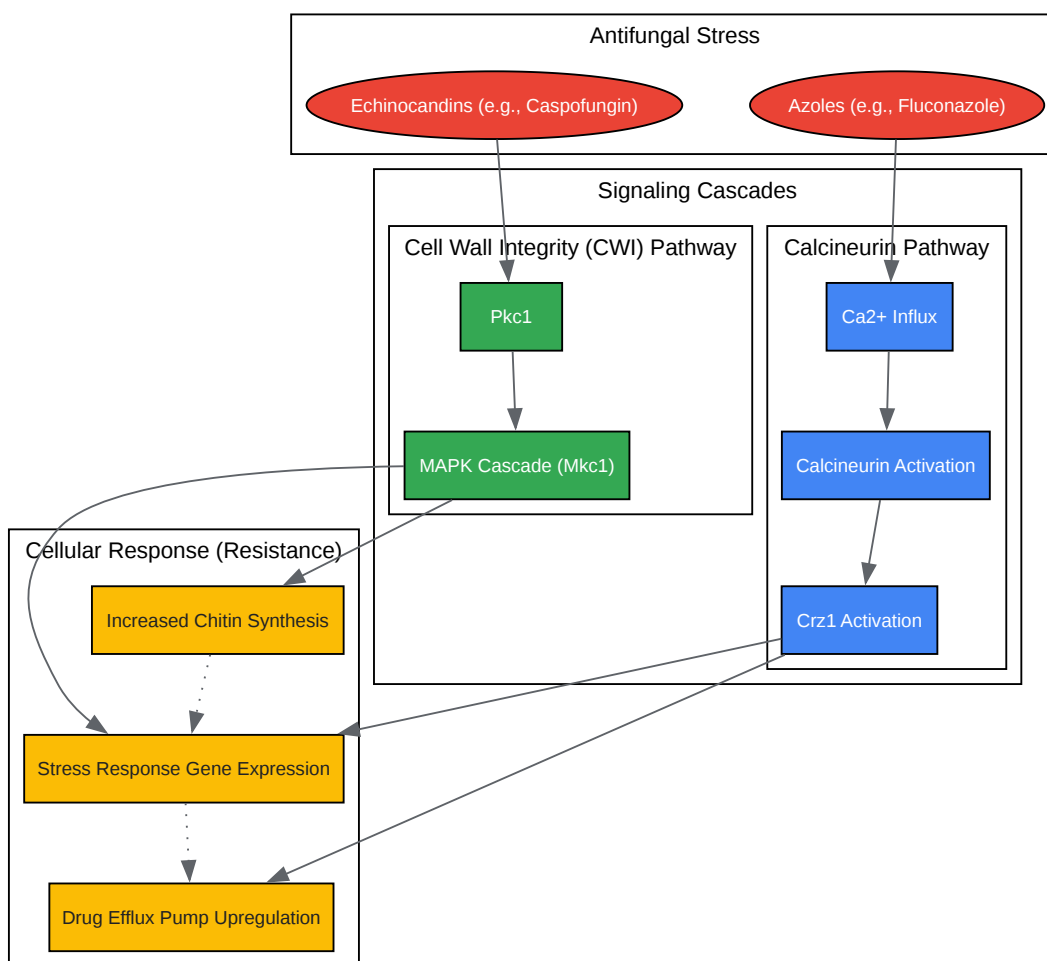 Antifungal Stress
Echinocandins (e.g., Caspofungin)
Azoles (e.g., Fluconazole)
Signaling Cascades
Cell Wall Integrity (CWI) Pathway
Calcineurin Pathway
Pkc1
Ca2+ Influx
MAPK Cascade (Mkc1)
Calcineurin Activation
Cellular Response (Resistance)
Increased Chitin Synthesis
Crz1 Activation
Stress Response Gene Expression
Drug Efflux Pump Upregulation